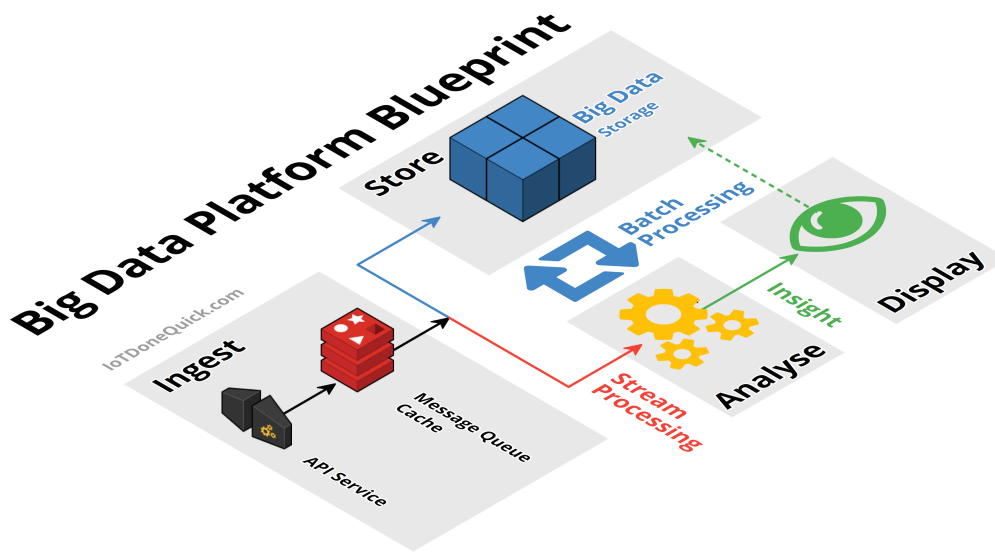 Big Data Platform Blueprint
IoTDoneQuick.com
Store
Big Data
Storage
Batch
Processing
Ingest
Message Queue
Cache
API Service
Stream
Processing
Analyse
Insight
Display